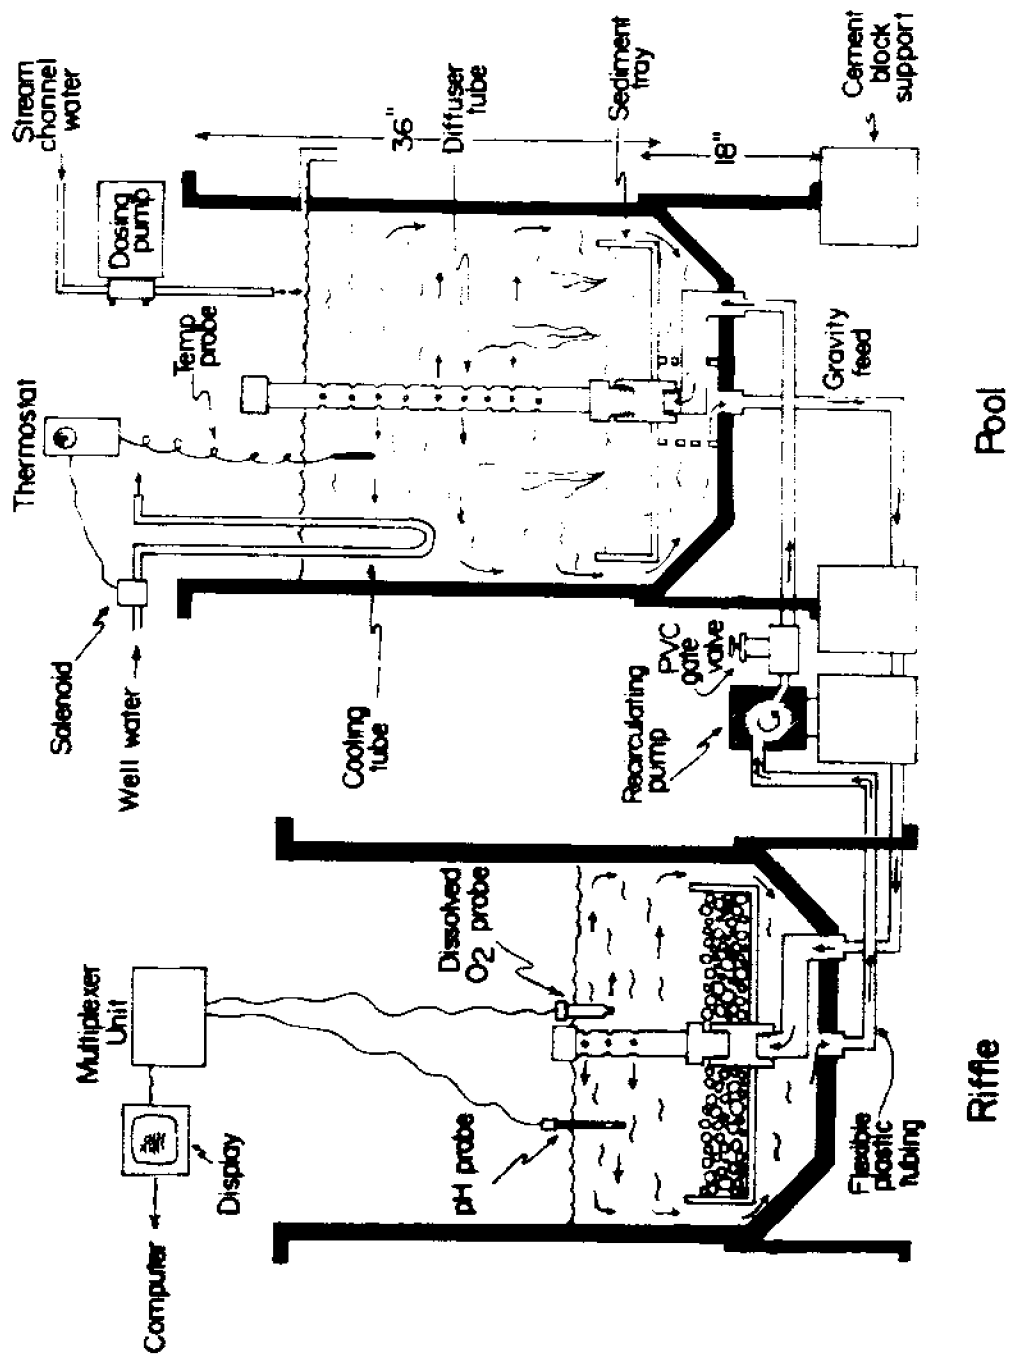 Computer
Display
Multiplexer
Unit
pH probe
Dissolved
O2 probe
Flexible
plastic
tubing
Riffle
Solenoid
Well water
Thermostat
Temp
probe
Cooling
tube
Recirculating
pump
PVC
gate
valve
Stream
channel
water
Dosing
pump
36"
Diffuser
tube
Sediment
tray
18"
Cement
block
support
Gravity
feed
Pool